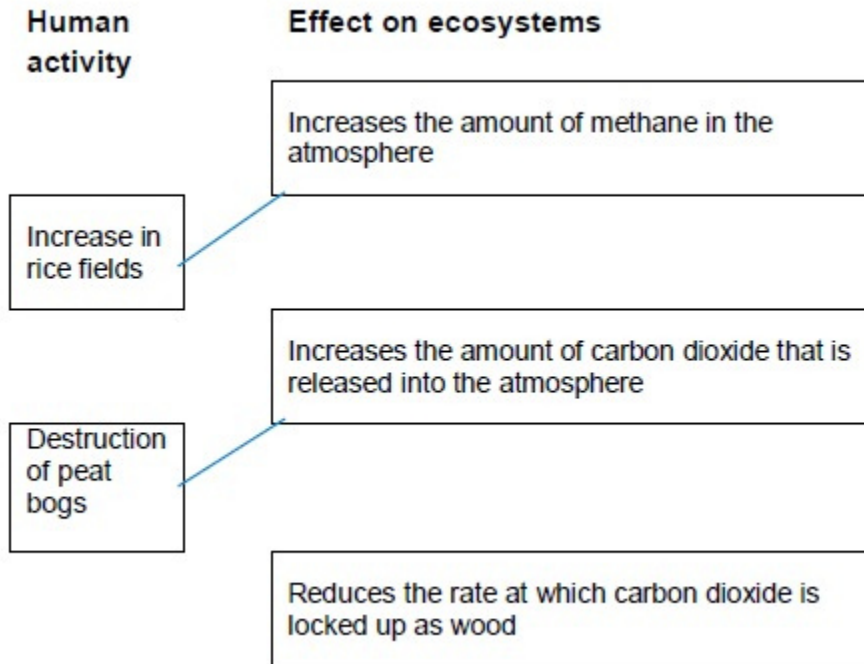 Human
activity
Effect on ecosystems
Increases the amount of methane in the
atmosphere
Increase in
rice fields
Increases the amount of carbon dioxide that is
released into the atmosphere
Destruction
of peat
bogs
Reduces the rate at which carbon dioxide is
locked up as wood